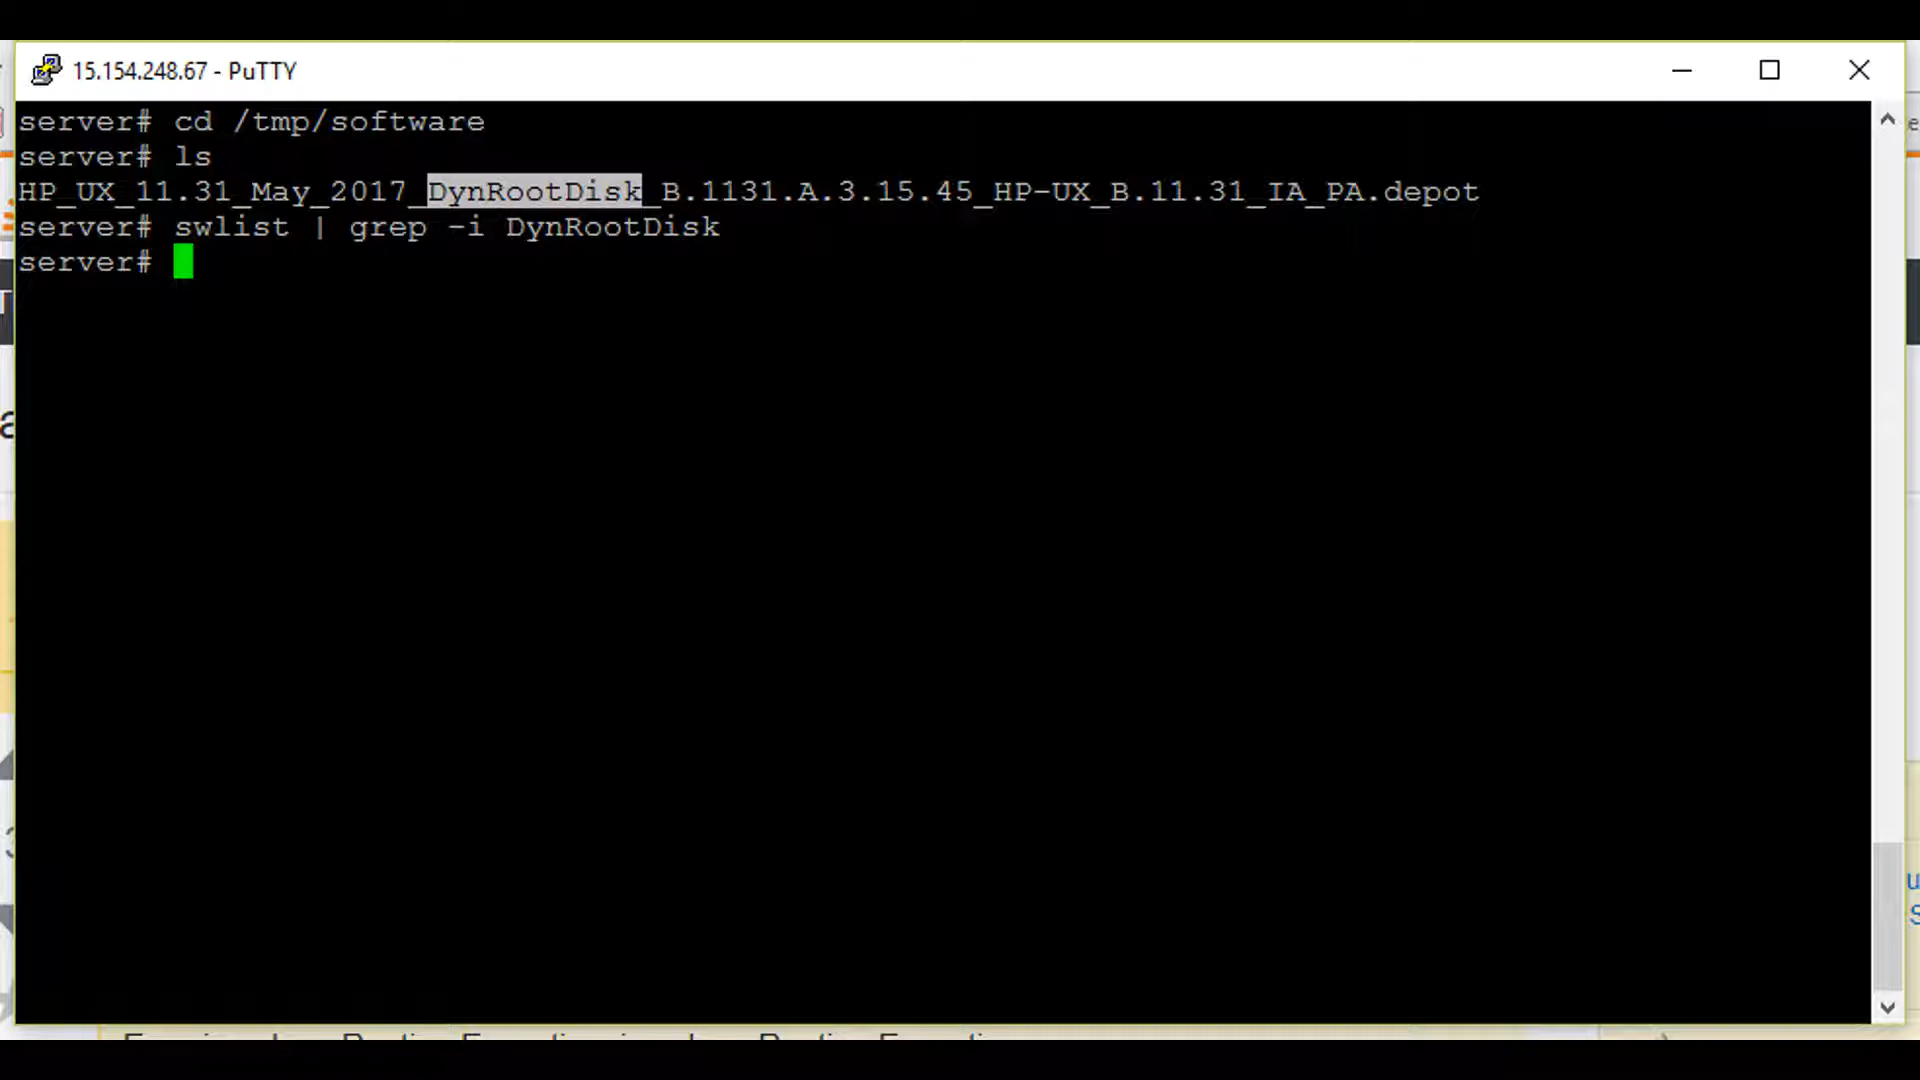 15.154.248.67 - PuTTY
server# cd /tmp/software
server# ls
HP_UX_11.31_May_2017_DynRootDisk_B.1131.A.3.15.45_HP-UX_B.11.31_IA_PA.depot
server# swlist | grep -i DynRootDisk
server#